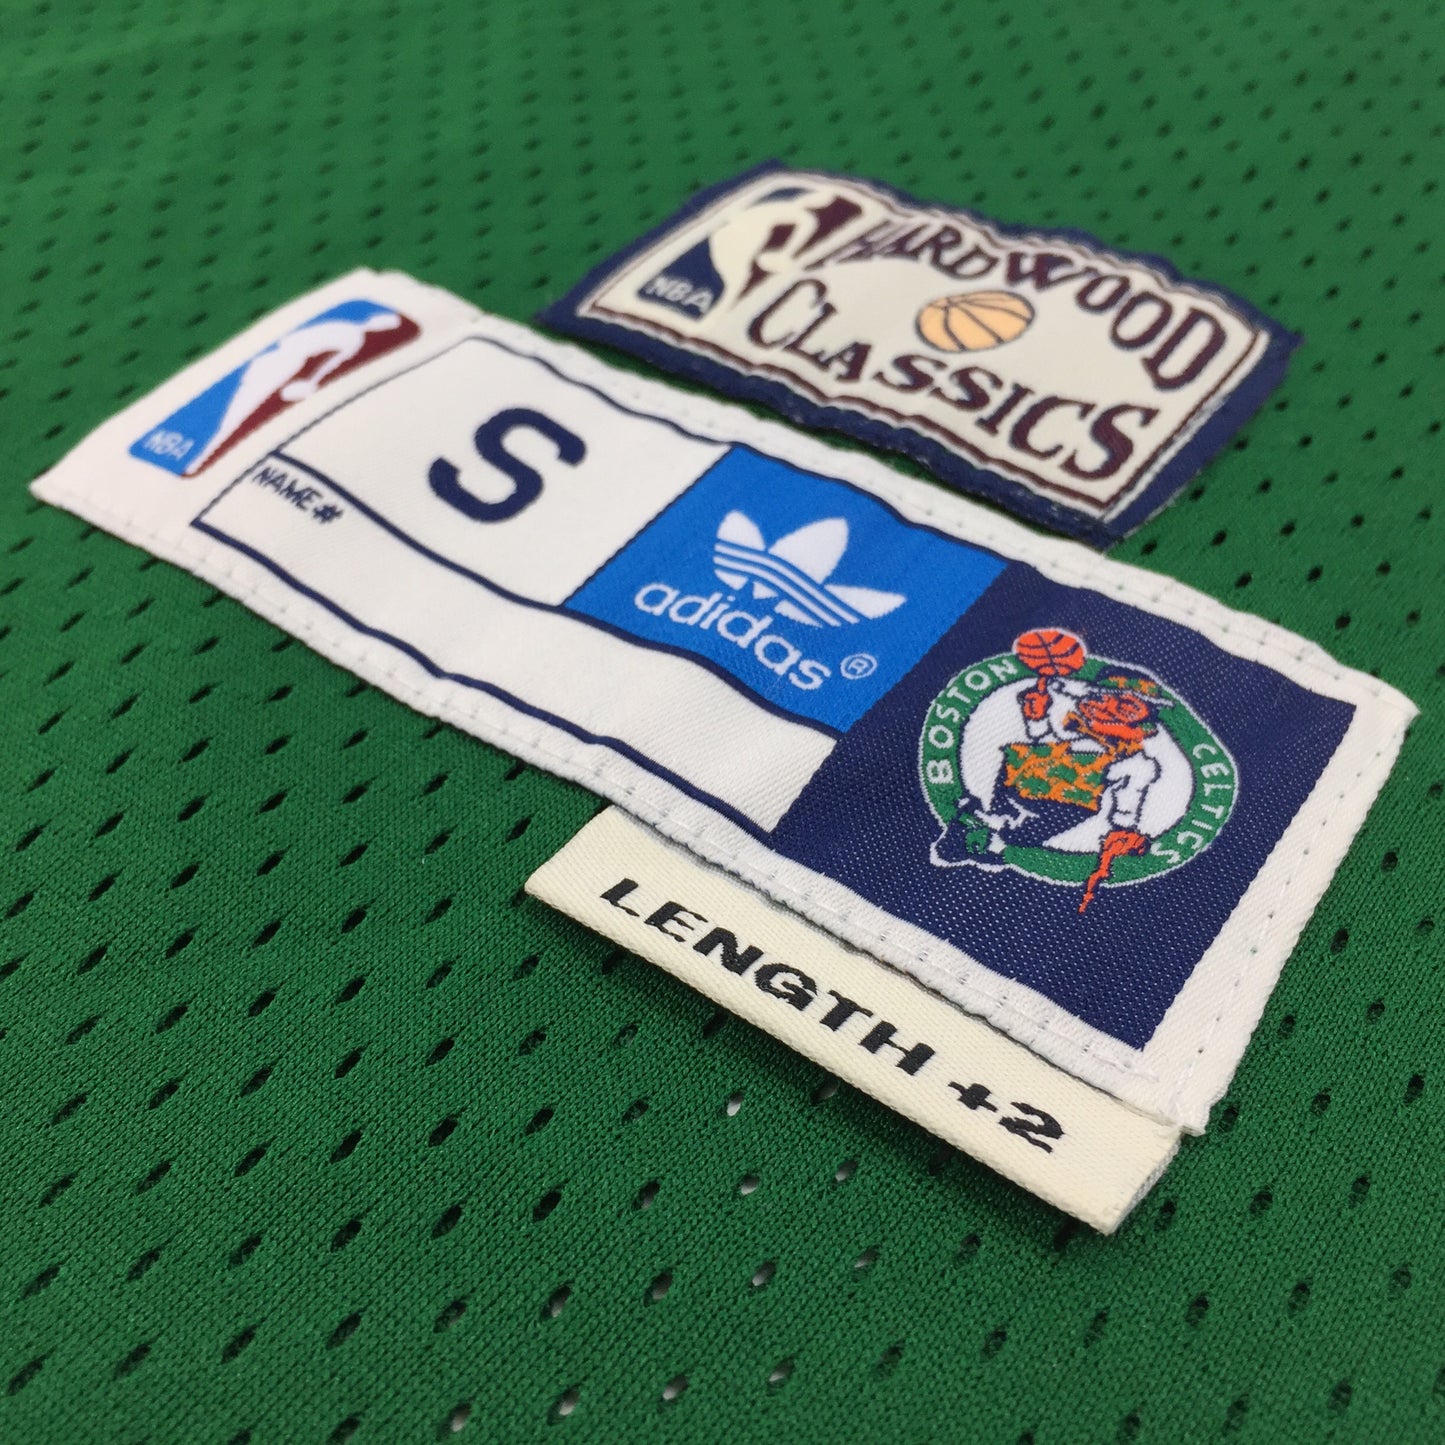 HARDWOOD
CLASSICS
NBA
NBA
S
NAME#
adidas®
BOSTON CELTICS
LENGTH +2